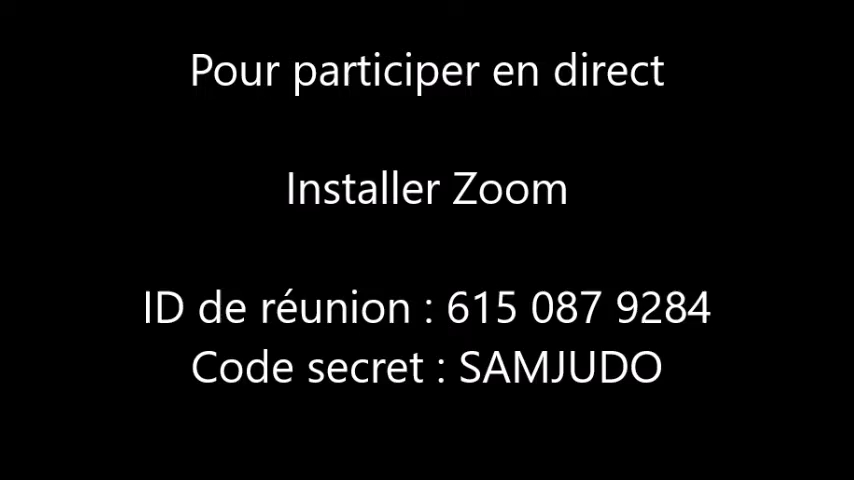 Pour participer en direct
Installer Zoom
ID de réunion : 615 087 9284
Code secret : SAMJUDO